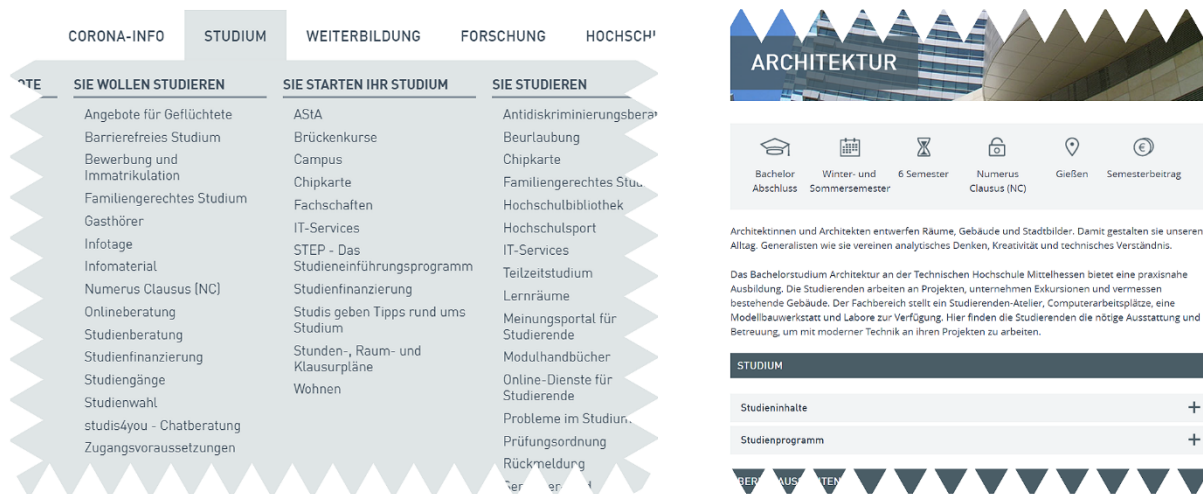 CORONA-INFO STUDIUM WEITERBILDUNG FORSCHUNG
SIE WOLLEN STUDIEREN
Angebote für Geflüchtete
Barrierefreies Studium
Bewerbung und
Immatrikulation
Familiengerechtes Studium
Gasthörer
Infotage
Infomaterial
Numerus Clausus (NC)
Onlineberatung
Studienberatung
Studienfinanzierung
Studiengänge
Studienwahl
studis4you - Chatberatung
Zugangsvoraussetzungen
SIE STARTEN IHR STUDIUM
AStA
Brückenkurse
Campus
Chipkarte
Fachschaften
IT-Services
STEP - Das
Studieneinführungsprogramm
Studienfinanzierung
Studis geben Tipps rund ums
Studium
Stunden-, Raum- und
Klausurpläne
Wohnen
SIE STUDIEREN
Beurlaubung
Chipkarte
Familiengerechtes
Hochschulbibliothek
Hochschulsport
IT-Services
Teilzeitstudium
Lernräume
Meinungsportal für
Studierende
Modulhandbücher
Online-Dienste für
Studierende
Probleme im Studium
Prüfungsordnung
Rückmeldung
ARCHITEKTUR
Bachelor
Abschluss
Winter- und
Sommersemester
6 Semester
Numerus
Clausus (NC)
Gießen
Semesterbeitrag
Architektinnen und Architekten entwerfen Räume, Gebäude und Stadtbilder. Damit gestalten sie unseren
Alltag. Generalisten wie sie vereinen analytisches Denken, Kreativität und technisches Verständnis.
Das Bachelorstudium Architektur an der Technischen Hochschule Mittelhessen bietet eine praxisnahe
Ausbildung. Die Studierenden arbeiten an Projekten, unternehmen Exkursionen und vermessen
bestehende Gebäude. Der Fachbereich stellt ein Studierenden-Atelier, Computerarbeitsplätze, eine
Modellbauwerkstatt und Labore zur Verfügung. Hier finden die Studierenden die nötige Ausstattung und
Betreuung, um mit moderner Technik an ihren Projekten zu arbeiten.
STUDIUM
Studieninhalte +
Studienprogramm +